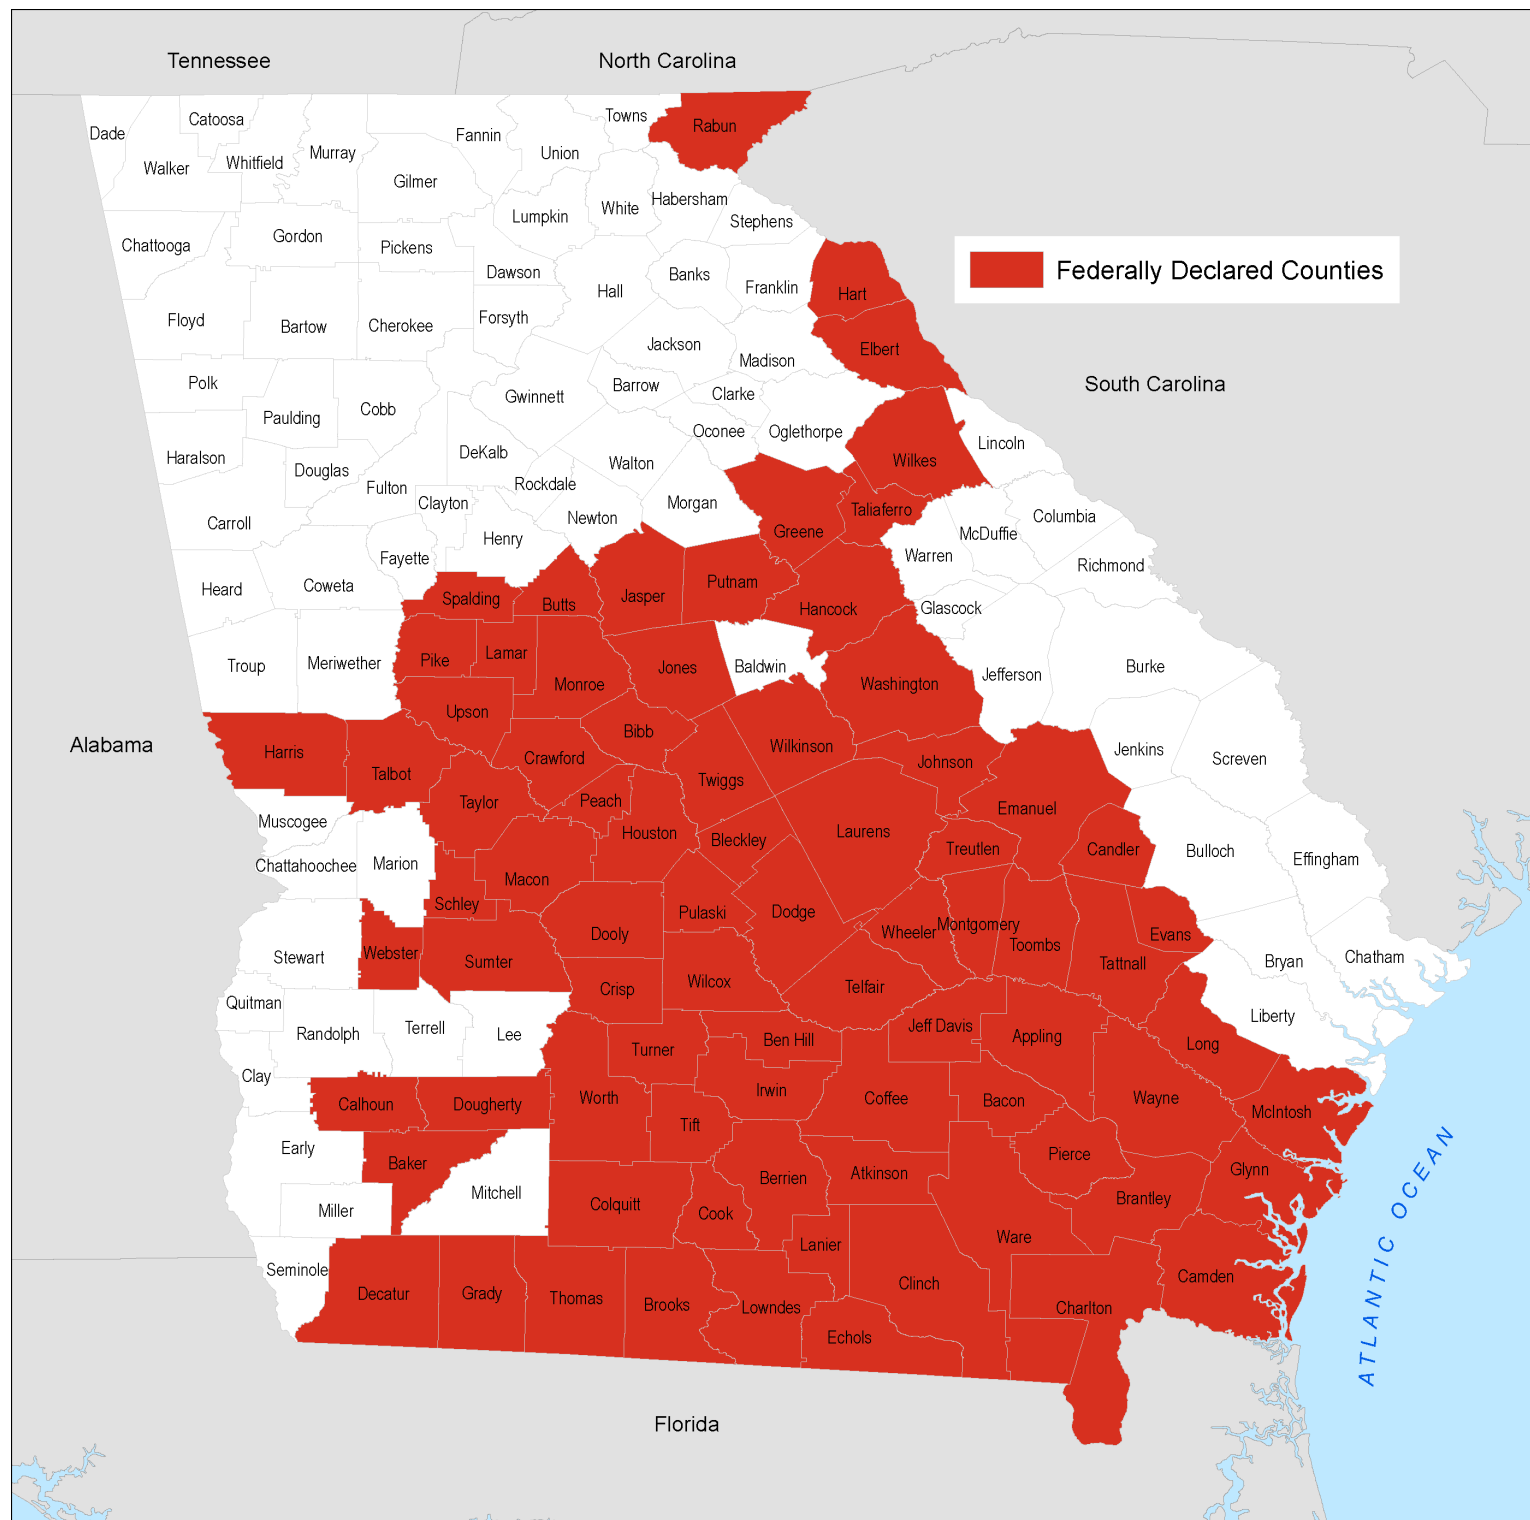 Tennessee
North Carolina
Dade
Catoosa
Walker
Whitfield
Murray
Fannin
Union
Towns
Rabun
Gilmer
Lumpkin
White
Habersham
Stephens
Chattooga
Gordon
Pickens
Dawson
Hall
Banks
Franklin
Hart
Federally Declared Counties
Floyd
Bartow
Cherokee
Forsyth
Jackson
Madison
Elbert
South Carolina
Polk
Paulding
Cobb
Gwinnett
Barrow
Clarke
Oconee
Oglethorpe
Wilkes
Lincoln
Haralson
Douglas
Fulton
DeKalb
Rockdale
Walton
Morgan
Clayton
Newton
Greene
Taliaferro
Columbia
McDuffie
Warren
Richmond
Carroll
Henry
Fayette
Heard
Coweta
Spalding
Butts
Jasper
Putnam
Hancock
Glascock
Troup
Meriwether
Pike
Lamar
Monroe
Jones
Baldwin
Washington
Jefferson
Burke
Upson
Alabama
Harris
Talbot
Crawford
Bibb
Twiggs
Wilkinson
Johnson
Jenkins
Screven
Taylor
Peach
Houston
Bleckley
Laurens
Emanuel
Treutlen
Candler
Bulloch
Effingham
Muscogee
Chattahoochee
Marion
Schley
Macon
Dooly
Pulaski
Dodge
Wheeler
Montgomery
Toombs
Evans
Tattnall
Bryan
Chatham
Stewart
Webster
Sumter
Crisp
Wilcox
Telfair
Jeff Davis
Appling
Long
Liberty
Quitman
Randolph
Terrell
Lee
Turner
Ben Hill
Clay
Calhoun
Dougherty
Worth
Tift
Irwin
Coffee
Bacon
Wayne
McIntosh
Early
Baker
Mitchell
Colquitt
Cook
Berrien
Atkinson
Pierce
Brantley
Glynn
Miller
Lanier
Ware
Seminole
Decatur
Grady
Thomas
Brooks
Lowndes
Echols
Clinch
Charlton
Camden
ATLANTIC OCEAN
Florida